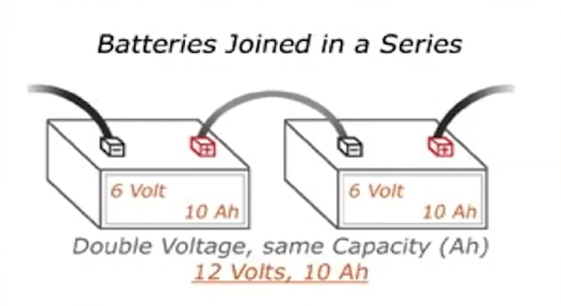 Batteries Joined in a Series
- + - +
6 Volt
10 Ah
6 Volt
10 Ah
Double Voltage, same Capacity (Ah)
12 Volts, 10 Ah